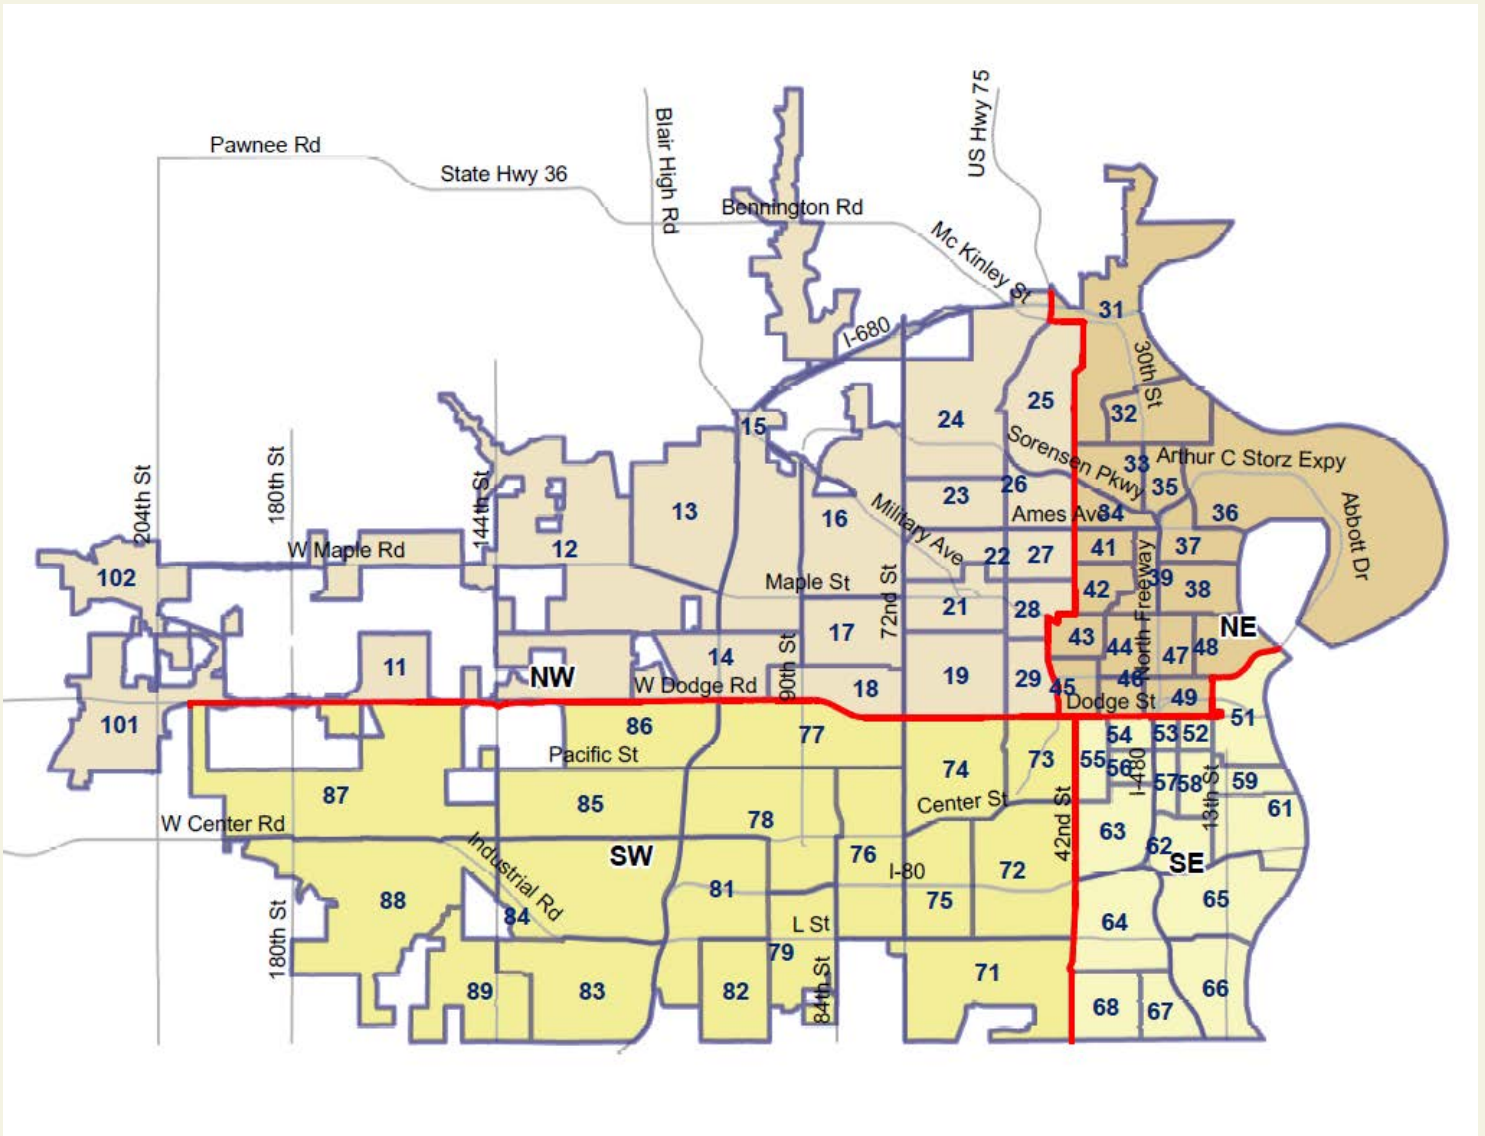 US Hwy 75
Blair High Rd
Pawnee Rd
State Hwy 36
Bennington Rd
Mc Kinley St
31
I-680
30th St
25
32
24
15
Sorensen Pkwy
33
Arthur C Storz Expy
204th St
180th St
144th St
26
35
23
13
16
Military Ave
Ames Ave
34
36
Abbott Dr
W Maple Rd
12
22
27
41
37
102
Maple St
72nd St
42
North Freeway
39
38
21
28
17
43
NE
11
14
90th St
44
47
48
NW
W Dodge Rd
18
19
29
45
46
Dodge St
49
101
86
77
51
54
53
52
Pacific St
74
73
55
56
I-480
57
58
13th St
59
87
85
Center St
61
W Center Rd
78
42nd St
63
Industrial Rd
SW
76
62
SE
I-80
72
88
81
75
65
180th St
84
L St
64
79
84th St
71
89
83
82
66
68
67